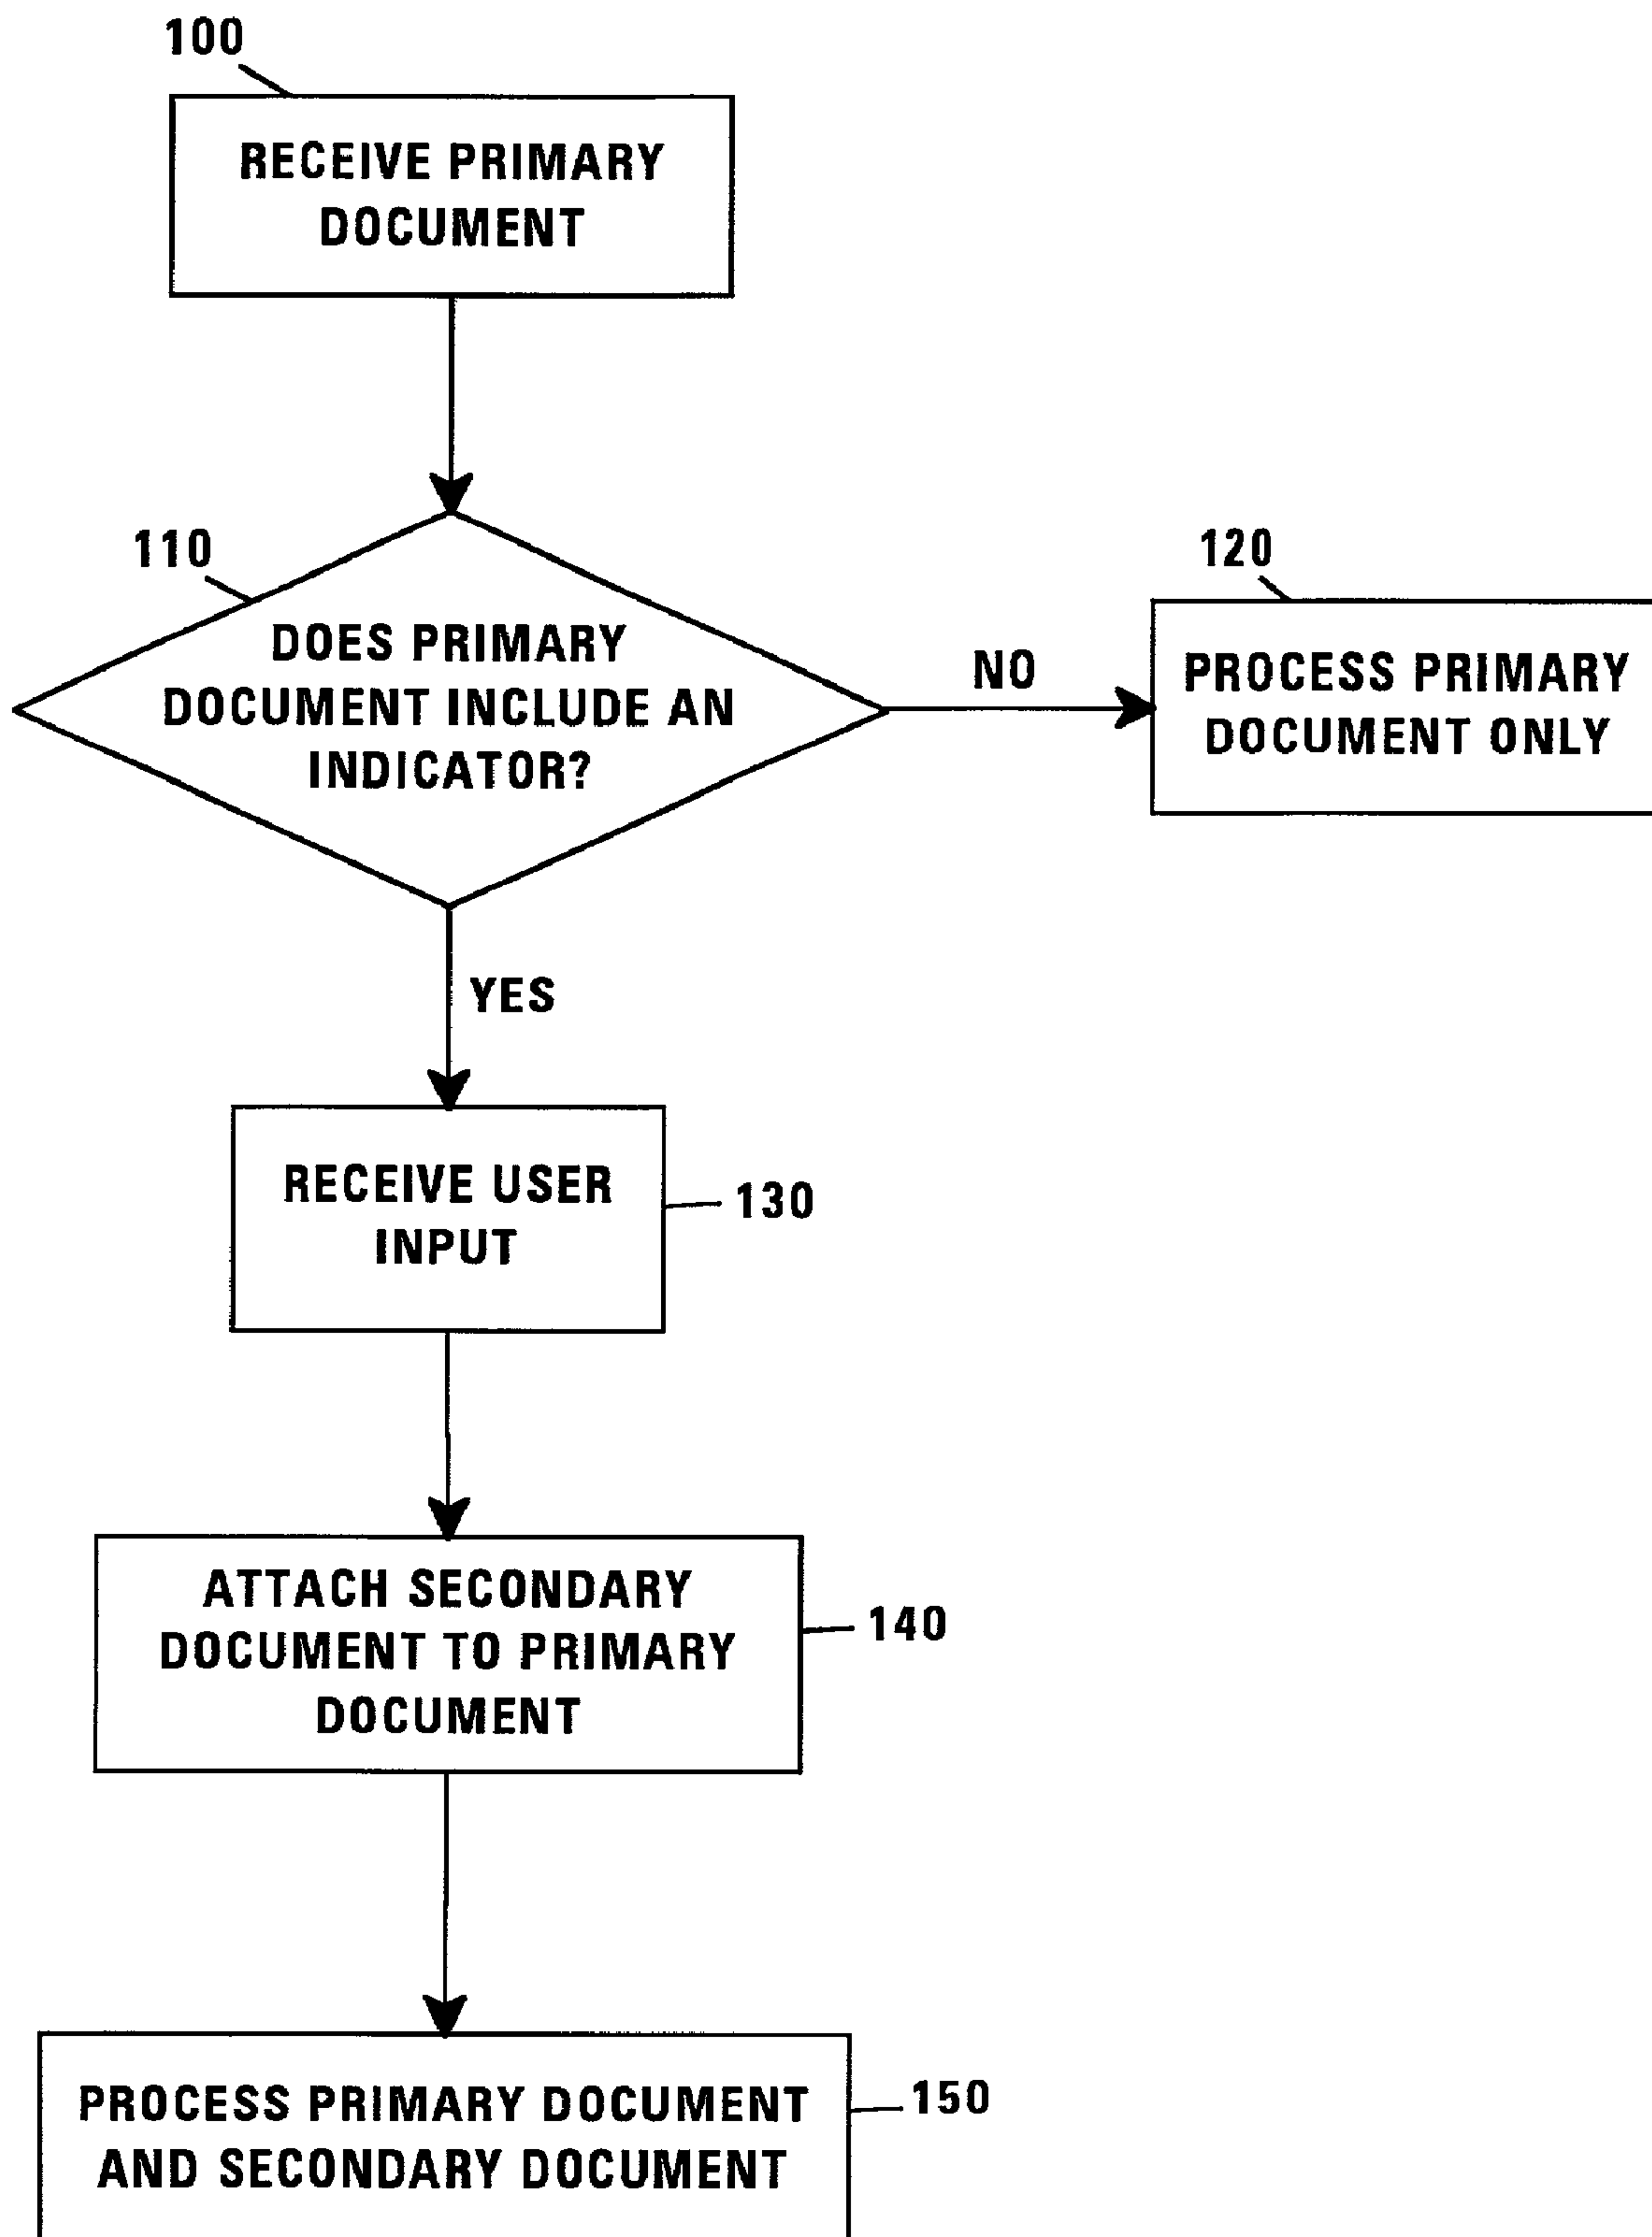 100
RECEIVE PRIMARY
DOCUMENT
110
DOES PRIMARY
DOCUMENT INCLUDE AN
INDICATOR?
NO
120
PROCESS PRIMARY
DOCUMENT ONLY
YES
RECEIVE USER
INPUT
130
ATTACH SECONDARY
DOCUMENT TO PRIMARY
DOCUMENT
140
PROCESS PRIMARY DOCUMENT
AND SECONDARY DOCUMENT
150